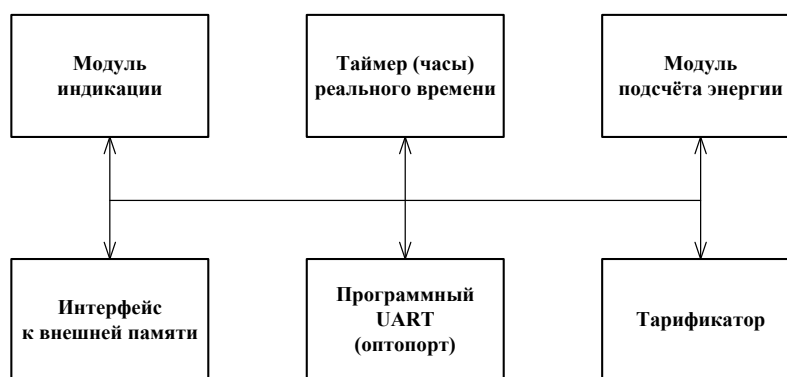 Модуль
индикации
Таймер (часы)
реального времени
Модуль
подсчёта энергии
Интерфейс
к внешней памяти
Программный
UART
(оптопорт)
Тарификатор